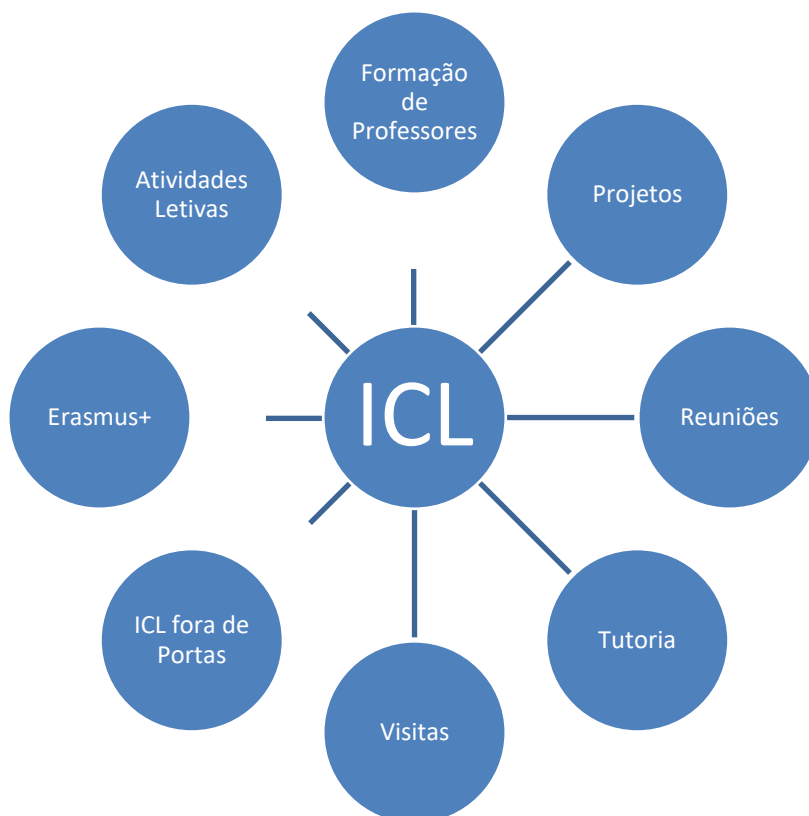 Formação
de
Professores
Atividades
Letivas
Projetos
Erasmus+
ICL
Reuniões
ICL fora de
Portas
Tutoria
Visitas